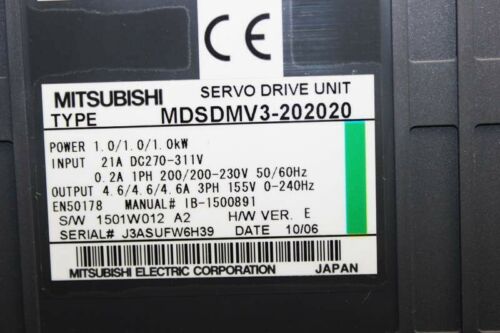 CE
MITSUBISHI SERVO DRIVE UNIT
TYPE MDSDMV3-202020
POWER 1.0/1.0/1.0kW
INPUT 21A DC270-311V
0.2A 1PH 200/200-230V 50/60Hz
OUTPUT 4.6/4.6/4.6A 3PH 155V 0-240Hz
EN50178 MANUAL# IB-1500891
S/W 1501W012 A2 H/W VER. E
SERIAL# J3ASUFW6H39 DATE 10/06
MITSUBISHI ELECTRIC CORPORATION JAPAN